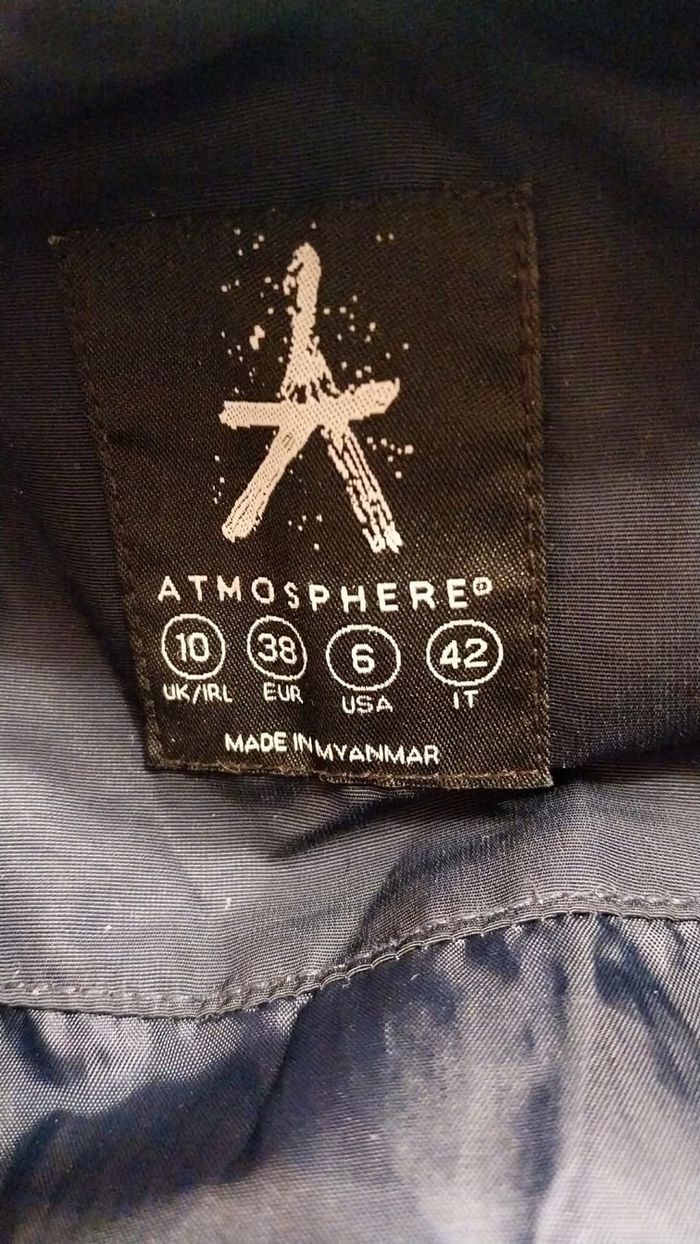 ATMOSPHERE®
10 38 6 42
UK/IRL EUR USA IT
MADE IN MYANMAR